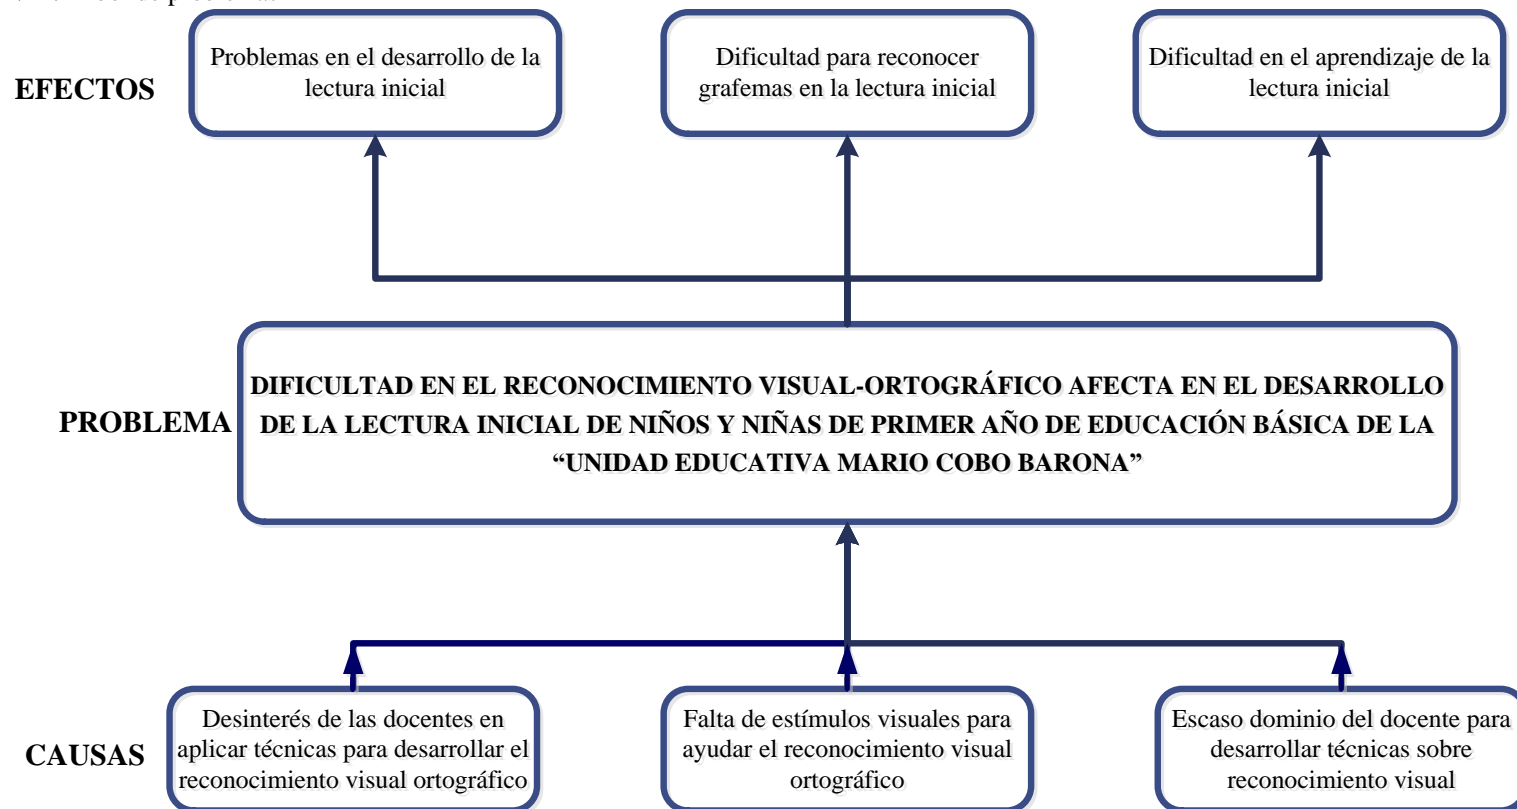 Problemas en el desarrollo de la
lectura inicial
Dificultad para reconocer
grafemas en la lectura inicial
Dificultad en el aprendizaje de la
lectura inicial
EFECTOS
DIFICULTAD EN EL RECONOCIMIENTO VISUAL-ORTOGRÁFICO AFECTA EN EL DESARROLLO
DE LA LECTURA INICIAL DE NIÑOS Y NIÑAS DE PRIMER AÑO DE EDUCACIÓN BÁSICA DE LA
“UNIDAD EDUCATIVA MARIO COBO BARONA”
PROBLEMA
Desinterés de las docentes en
aplicar técnicas para desarrollar el
reconocimiento visual ortográfico
Falta de estímulos visuales para
ayudar el reconocimiento visual
ortográfico
Escaso dominio del docente para
desarrollar técnicas sobre
reconocimiento visual
CAUSAS